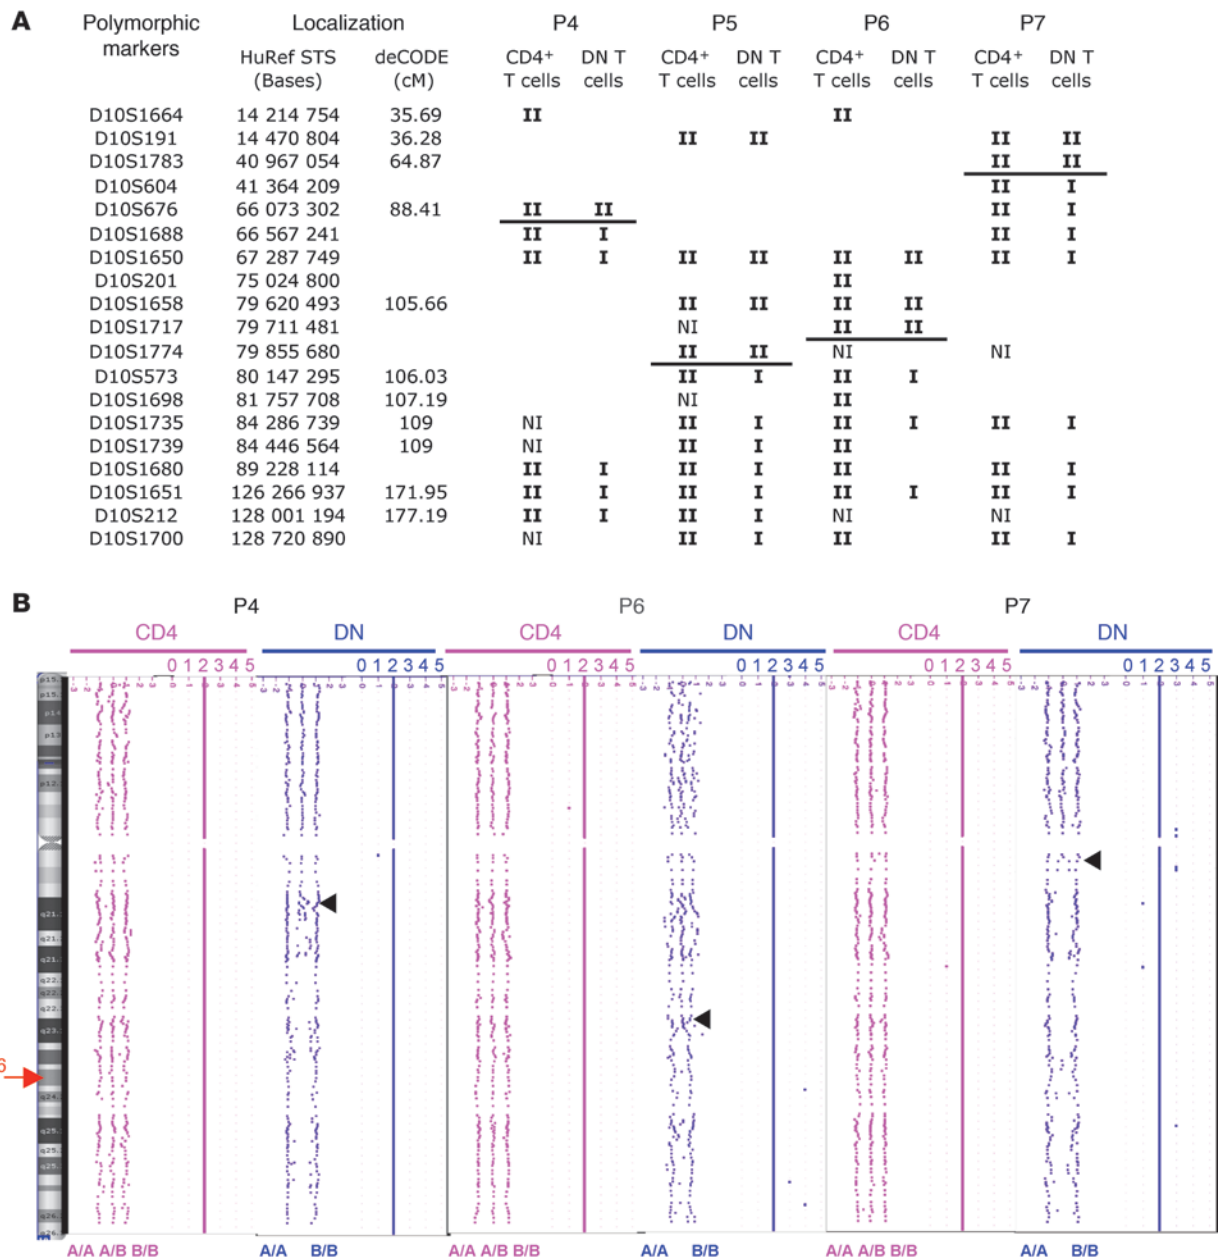 A
Polymorphic markers Localization P4 P5 P6 P7
HuRef STS (Bases) deCODE (cM) CD4+ T cells DN T cells CD4+ T cells DN T cells CD4+ T cells DN T cells CD4+ T cells DN T cells
D10S1664 14 214 754 35.69 II II
D10S191 14 470 804 36.28 II II II II
D10S1783 40 967 054 64.87 II II
D10S604 41 364 209 II I
D10S676 66 073 302 88.41 II II II I
D10S1688 66 567 241 II I II I
D10S1650 67 287 749 II I II II II II II I
D10S201 75 024 800 II
D10S1658 79 620 493 105.66 II II II II
D10S1717 79 711 481 NI II II
D10S1774 79 855 680 II II NI NI
D10S573 80 147 295 106.03 II I II I
D10S1698 81 757 708 107.19 NI II
D10S1735 84 286 739 109 NI II I II I II I
D10S1739 84 446 564 109 NI II I II
D10S1680 89 228 114 II I II I II II I
D10S1651 126 266 937 171.95 II I II I II I II I
D10S212 128 001 194 177.19 II I II I NI NI
D10S1700 128 720 890 NI II I II II I
B
P4 P6 P7
CD4 DN CD4 DN CD4 DN
0 1 2 3 4 5 0 1 2 3 4 5 0 1 2 3 4 5 0 1 2 3 4 5 0 1 2 3 4 5 0 1 2 3 4 5
6
A/A A/B B/B A/A B/B A/A A/B B/B A/A B/B A/A A/B B/B A/A B/B